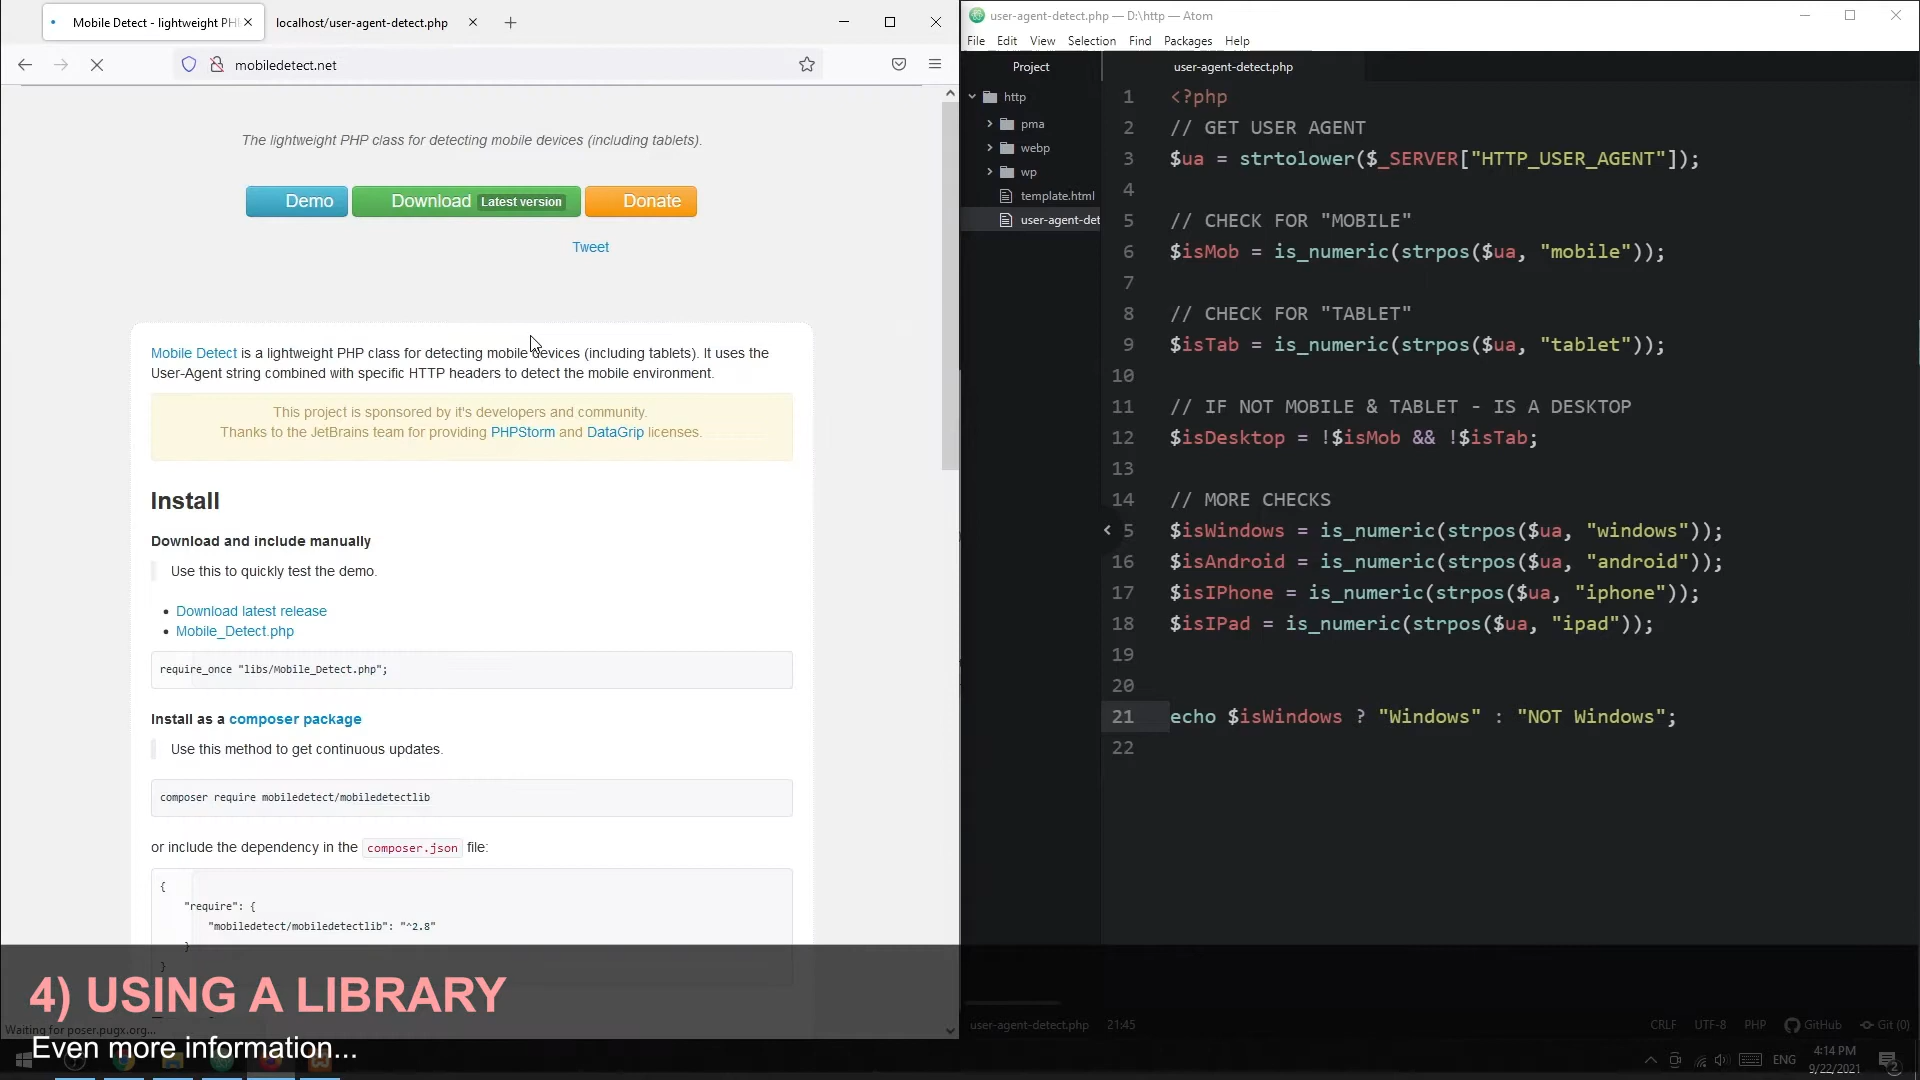 Mobile Detect - lightweight PH
localhost/user-agent-detect.php
mobiledetect.net
The lightweight PHP class for detecting mobile devices (including tablets).
Demo
Download Latest version
Donate
Tweet
Mobile Detect is a lightweight PHP class for detecting mobile devices (including tablets). It uses the
User-Agent string combined with specific HTTP headers to detect the mobile environment.
This project is sponsored by it's developers and community.
Thanks to the JetBrains team for providing PHPStorm and DataGrip licenses.
Install
Download and include manually
Use this to quickly test the demo.
Download latest release
Mobile_Detect.php
require_once "libs/Mobile_Detect.php";
Install as a composer package
Use this method to get continuous updates.
composer require mobiledetect/mobiledetectlib
or include the dependency in the composer.json file:
{
"require": {
"mobiledetect/mobiledetectlib": "^2.8"
}
}
4) USING A LIBRARY
Waiting for poser.pugx.org...
Even more information...
user-agent-detect.php — D:\http — Atom
File Edit View Selection Find Packages Help
Project
http
pma
webp
wp
template.html
user-agent-det
user-agent-detect.php
1 <?php
2 // GET USER AGENT
3 $ua = strtolower($_SERVER["HTTP_USER_AGENT"]);
4
5 // CHECK FOR "MOBILE"
6 $isMob = is_numeric(strpos($ua, "mobile"));
7
8 // CHECK FOR "TABLET"
9 $isTab = is_numeric(strpos($ua, "tablet"));
10
11 // IF NOT MOBILE & TABLET - IS A DESKTOP
12 $isDesktop = !$isMob && !$isTab;
13
14 // MORE CHECKS
5 $isWindows = is_numeric(strpos($ua, "windows"));
16 $isAndroid = is_numeric(strpos($ua, "android"));
17 $isIPhone = is_numeric(strpos($ua, "iphone"));
18 $isIPad = is_numeric(strpos($ua, "ipad"));
19
20
21 echo $isWindows ? "Windows" : "NOT Windows";
22
user-agent-detect.php 21:45
CRLF UTF-8 PHP GitHub Git (0)
ENG
4:14 PM
9/22/2021
2